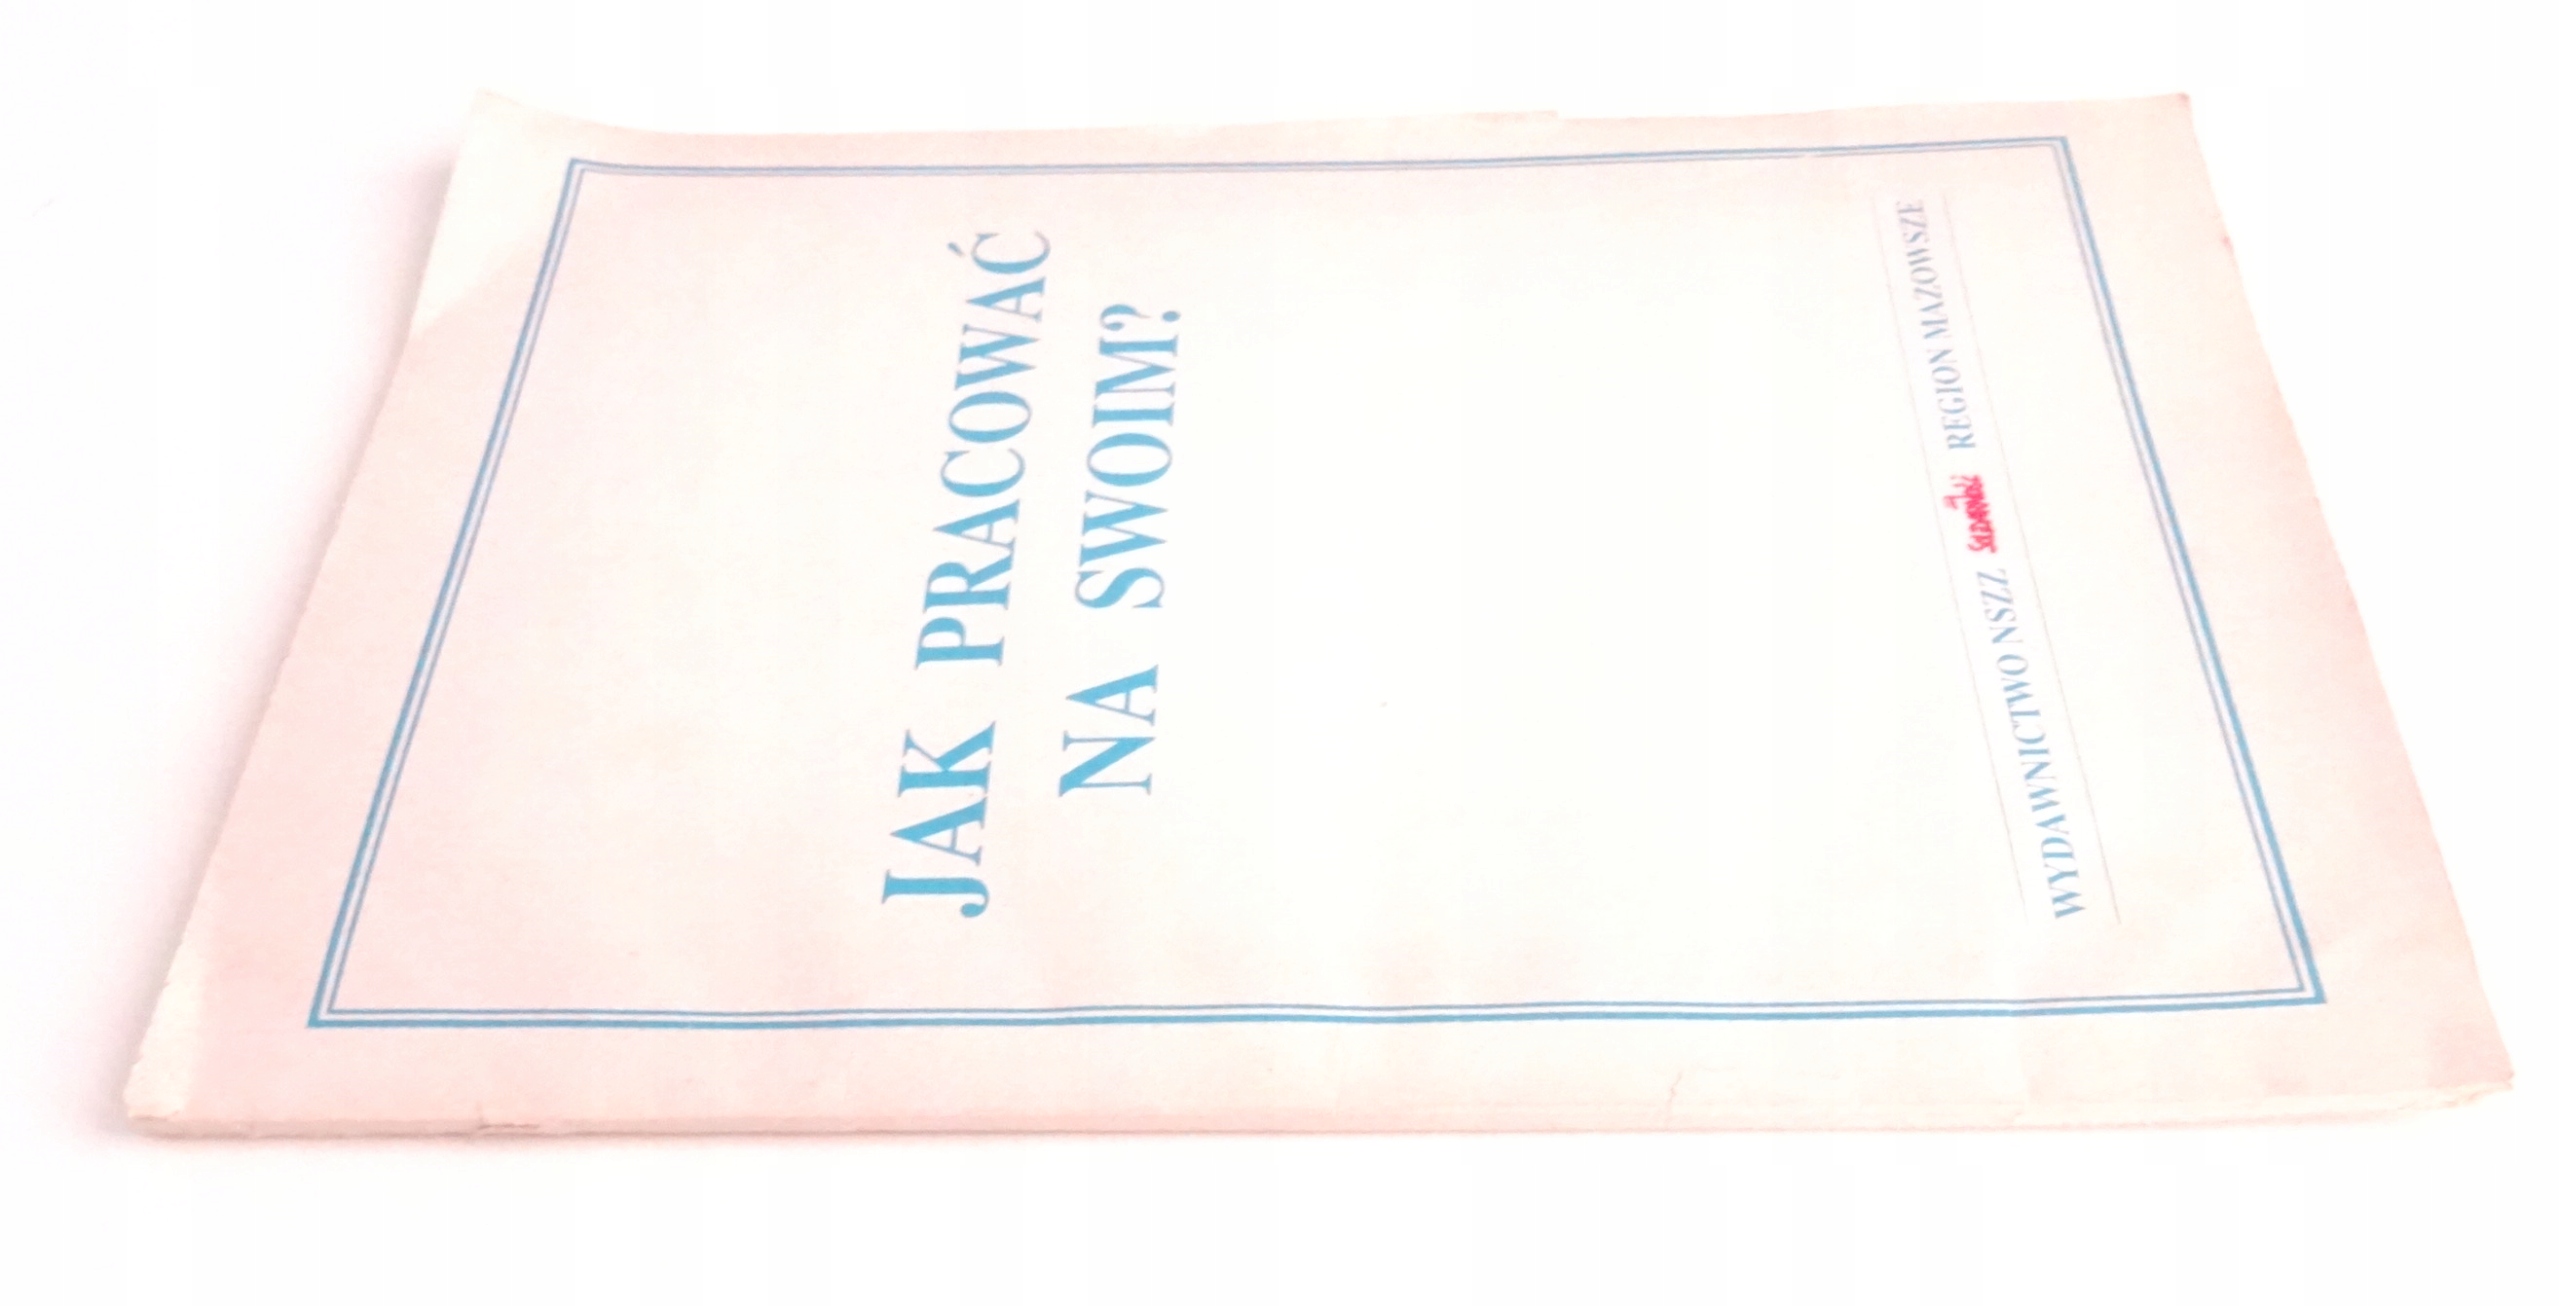 JAK PRACOWAĆ
NA SWOIM?
WYDAWNICTWO NSZZ SOLIDARNOŚĆ REGION MAZOWSZE